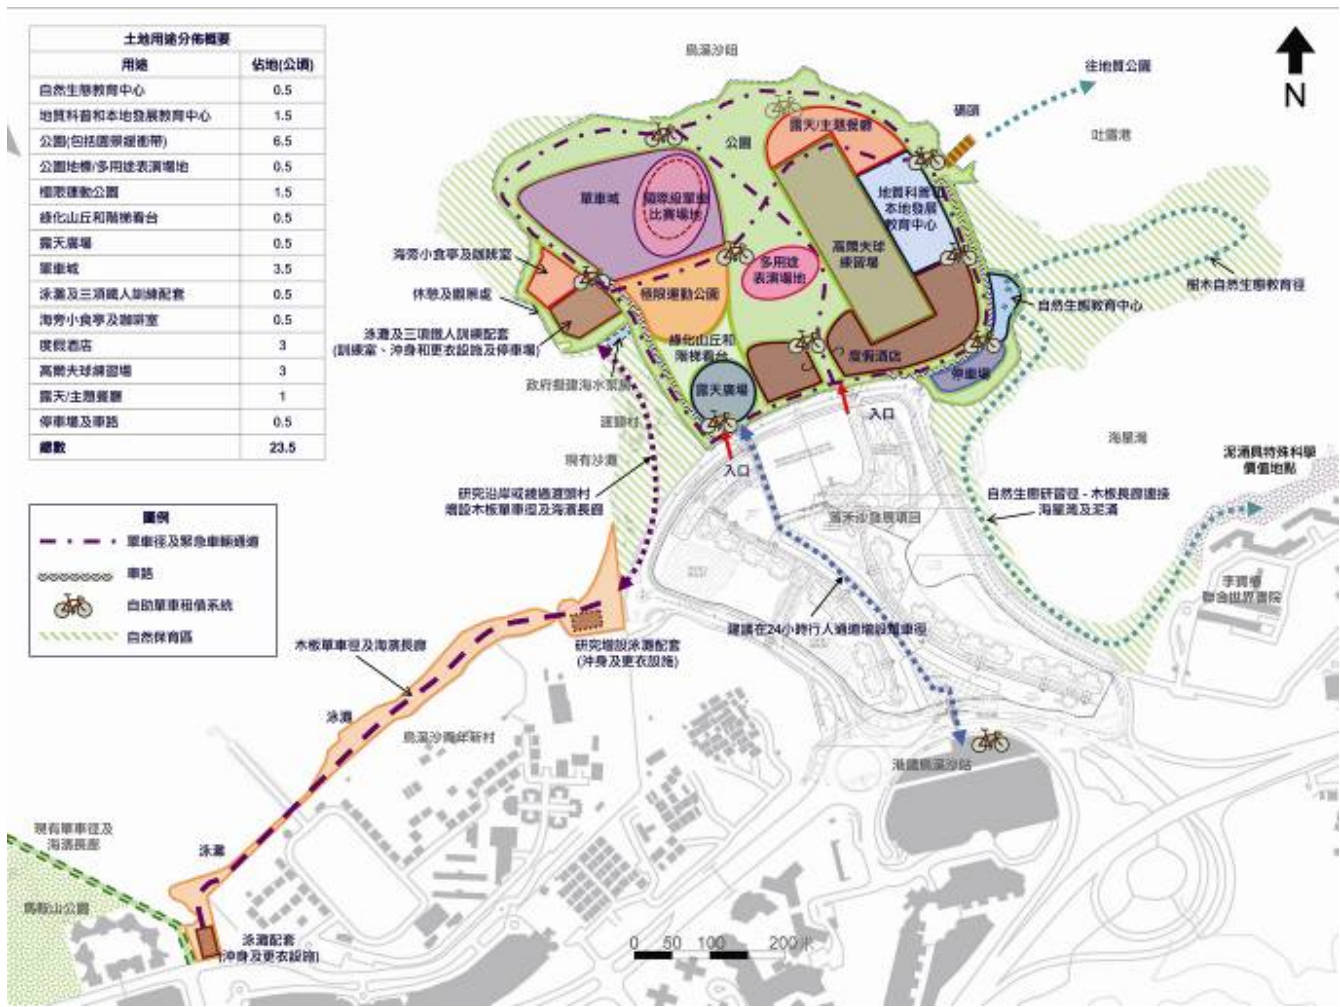 土地用途分佈概要
用途 佔地(公頃)
自然生態教育中心 0.5
地質科普和本地發展教育中心 1.5
公園(包括園景緩衝帶) 6.5
公園地標/多用途表演場地 0.5
極限運動公園 1.5
綠化山丘和階梯看台 0.5
露天廣場 0.5
單車城 3.5
泳灘及三項鐵人訓練配套 0.5
海旁小食亭及咖啡室 0.5
度假酒店 3
高爾夫球練習場 3
露天/主題餐廳 1
停車場及車路 0.5
總數 23.5
圖例
單車徑及緊急車輛通道
車路
自助單車租借系統
自然保育區
烏溪沙咀
往地質公園
N
碼頭
吐露港
露天/主題餐廳
公園
單車城
國際級單車
比賽場地
地質科普和
本地發展
教育中心
高爾夫球
練習場
海旁小食亭及咖啡室
多用途
表演場地
樹木自然生態教育徑
休憩及觀景處
極限運動公園
自然生態教育中心
泳灘及三項鐵人訓練配套
(訓練室、沖身和更衣設施及停車場)
綠化山丘和
階梯看台
度假酒店
停車場
政府擬建海水泵房
露天廣場
入口
入口
現有沙灘
海星灣
泥涌具特殊科學
價值地點
研究沿岸或繞過渡頭村
增設木板單車徑及海濱長廊
自然生態研習徑 - 木板長廊連接
海星灣及泥涌
李國寶
聯合世界書院
建議在24小時行人通道增設單車徑
木板單車徑及海濱長廊
研究增設泳灘配套
(沖身及更衣設施)
泳灘
烏溪沙青年新村
港鐵烏溪沙站
現有單車徑及
海濱長廊
泳灘
馬鞍山公園
泳灘配套
(沖身及更衣設施)
0 50 100 200米